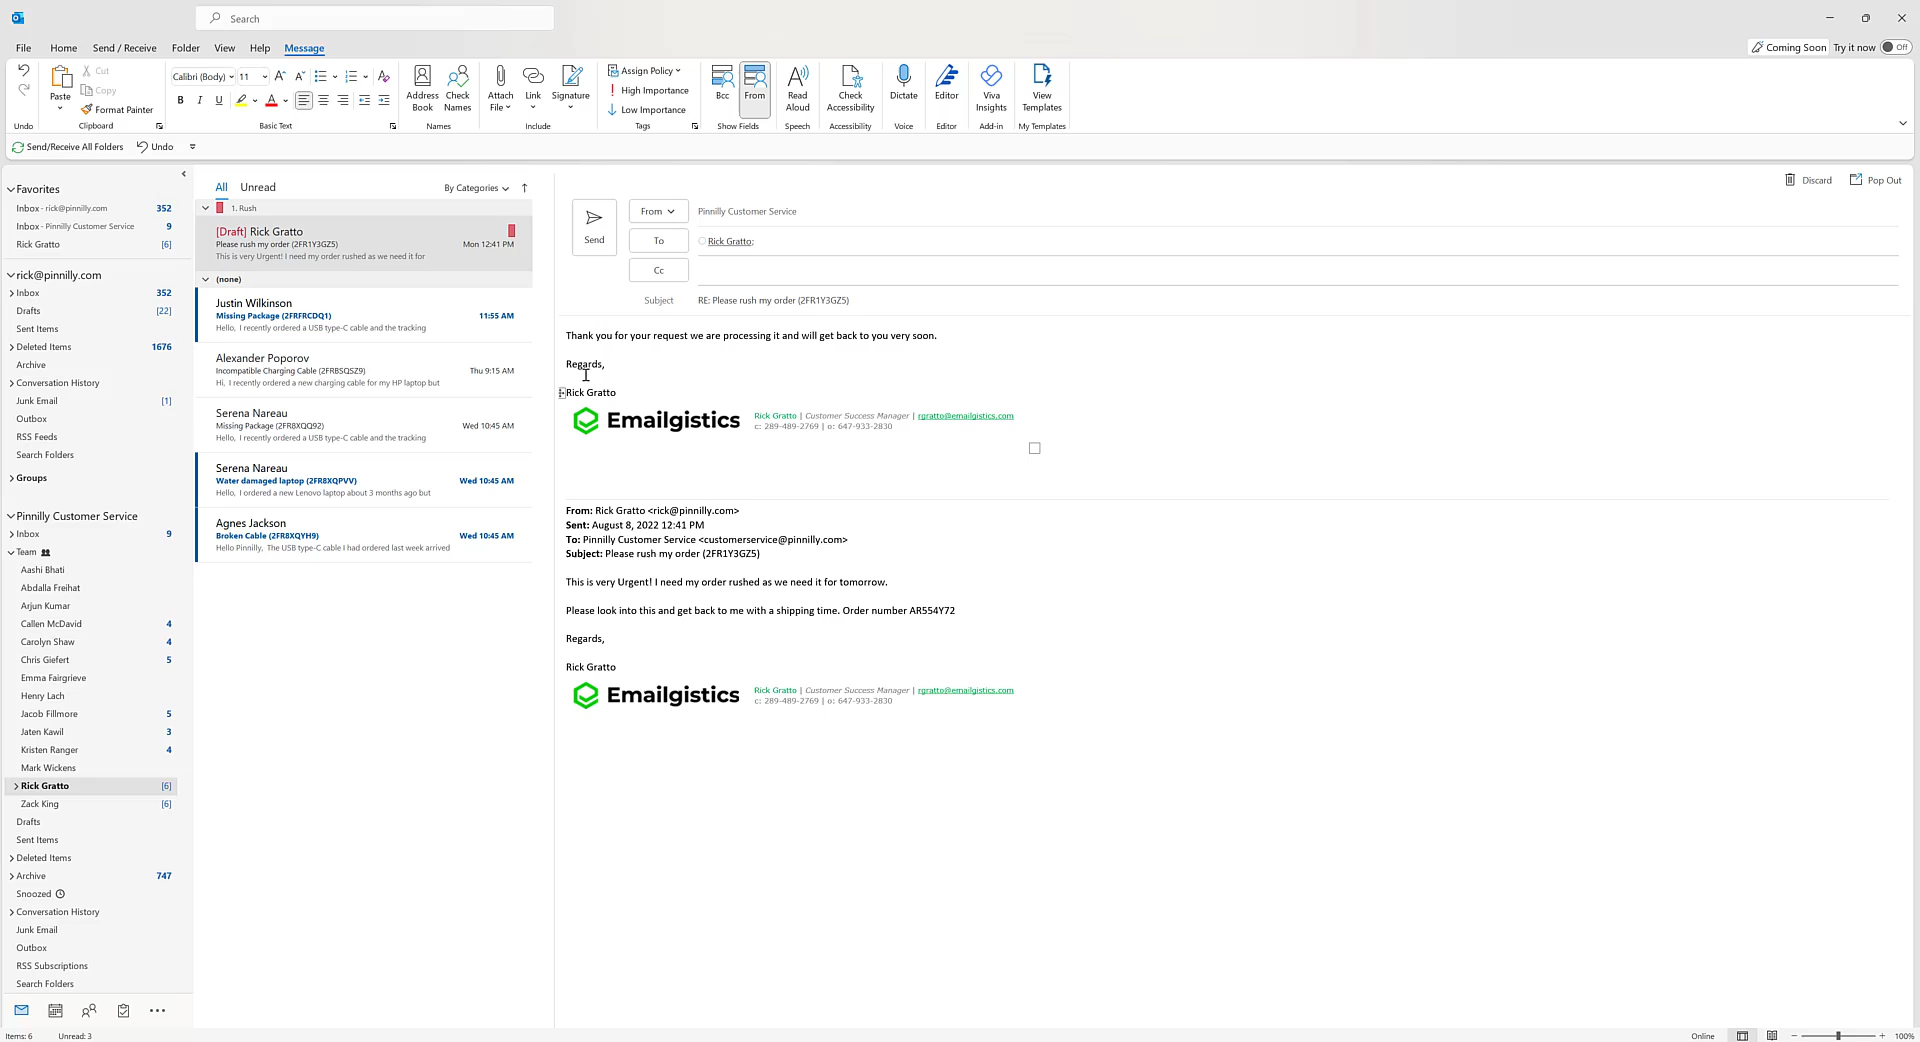 Search
File Home Send / Receive Folder View Help Message
Coming Soon Try it now Off
Undo
Paste
Cut
Copy
Format Painter
Clipboard
Calibri (Body) 11
B I U A
Basic Text
Address Book
Check Names
Names
Attach File
Link
Signature
Include
Assign Policy
High Importance
Low Importance
Tags
Bcc
From
Show Fields
Read Aloud
Speech
Check Accessibility
Accessibility
Dictate
Voice
Editor
Editor
Viva Insights
Add-in
View Templates
My Templates
Send/Receive All Folders Undo
Favorites
Inbox - rick@pinnilly.com 352
Inbox - Pinnilly Customer Service 9
Rick Gratto [6]
rick@pinnilly.com
Inbox 352
Drafts [22]
Sent Items
Deleted Items 1676
Archive
Conversation History
Junk Email [1]
Outbox
RSS Feeds
Search Folders
Groups
Pinnilly Customer Service
Inbox 9
Team
Aashi Bhati
Abdalla Freihat
Arjun Kumar
Callen McDavid 4
Carolyn Shaw 4
Chris Giefert 5
Emma Fairgrieve
Henry Lach
Jacob Fillmore 5
Jaten Kawil 3
Kristen Ranger 4
Mark Wickens
Rick Gratto [6]
Zack King [6]
Drafts
Sent Items
Deleted Items
Archive 747
Snoozed
Conversation History
Junk Email
Outbox
RSS Subscriptions
Search Folders
All Unread By Categories
1. Rush
[Draft] Rick Gratto
Please rush my order (2FR1Y3GZ5) Mon 12:41 PM
This is very Urgent! I need my order rushed as we need it for
(none)
Justin Wilkinson
Missing Package (2FRFRCDQ1) 11:55 AM
Hello, I recently ordered a USB type-C cable and the tracking
Alexander Poporov
Incompatible Charging Cable (2FRBSQSZ9) Thu 9:15 AM
Hi, I recently ordered a new charging cable for my HP laptop but
Serena Nareau
Missing Package (2FR8XQQ92) Wed 10:45 AM
Hello, I recently ordered a USB type-C cable and the tracking
Serena Nareau
Water damaged laptop (2FR8XQPVV) Wed 10:45 AM
Hello, I ordered a new Lenovo laptop about 3 months ago but
Agnes Jackson
Broken Cable (2FR8XQYH9) Wed 10:45 AM
Hello Pinnilly, The USB type-C cable I had ordered last week arrived
Discard Pop Out
Send
From Pinnilly Customer Service
To Rick Gratto;
Cc
Subject RE: Please rush my order (2FR1Y3GZ5)
Thank you for your request we are processing it and will get back to you very soon.
Regards,
Rick Gratto
Emailgistics
Rick Gratto | Customer Success Manager | rgratto@emailgistics.com
c: 289-489-2769 | o: 647-933-2830
From: Rick Gratto <rick@pinnilly.com>
Sent: August 8, 2022 12:41 PM
To: Pinnilly Customer Service <customerservice@pinnilly.com>
Subject: Please rush my order (2FR1Y3GZ5)
This is very Urgent! I need my order rushed as we need it for tomorrow.
Please look into this and get back to me with a shipping time. Order number AR554Y72
Regards,
Rick Gratto
Emailgistics
Rick Gratto | Customer Success Manager | rgratto@emailgistics.com
c: 289-489-2769 | o: 647-933-2830
Items: 6 Unread: 3
Online 100%